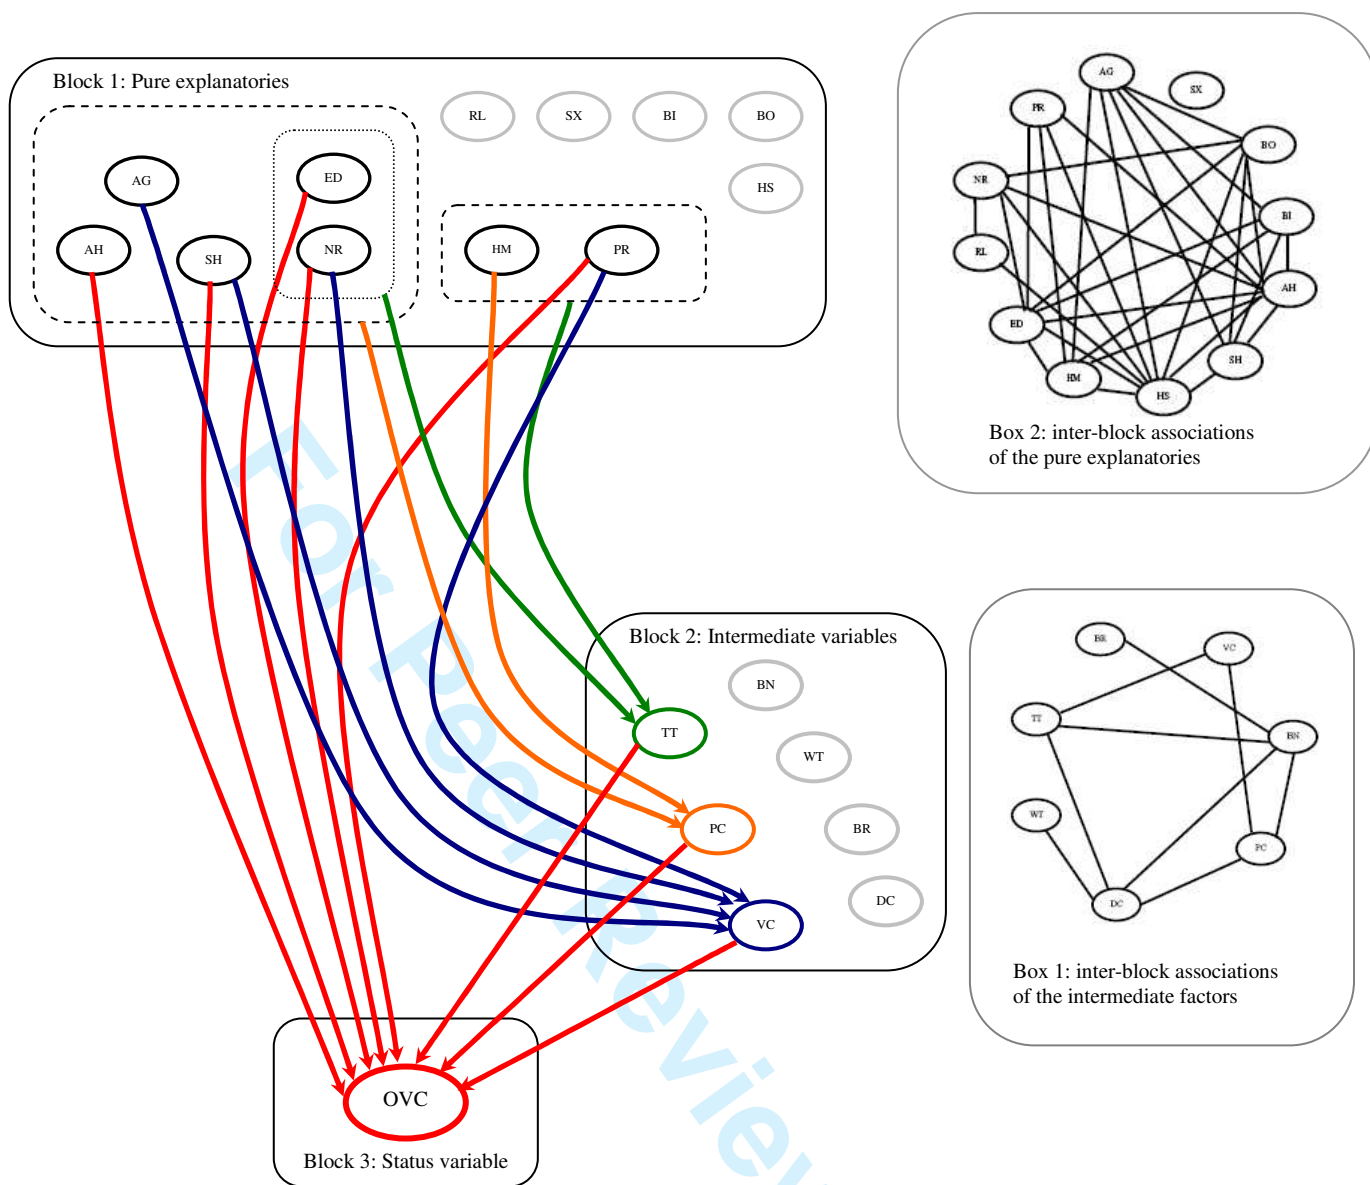 Block 1: Pure explanatories
RL
SX
BI
BO
HS
AG
ED
AH
SH
NR
HM
PR
AG
SX
PR
BO
NR
BI
RL
AH
ED
SH
HM
HS
Box 2: inter-block associations
of the pure explanatories
Block 2: Intermediate variables
BN
TT
WT
PC
BR
DC
VC
BR
VC
TT
BN
WT
PC
DC
Box 1: inter-block associations
of the intermediate factors
OVC
Block 3: Status variable
For Peer Review